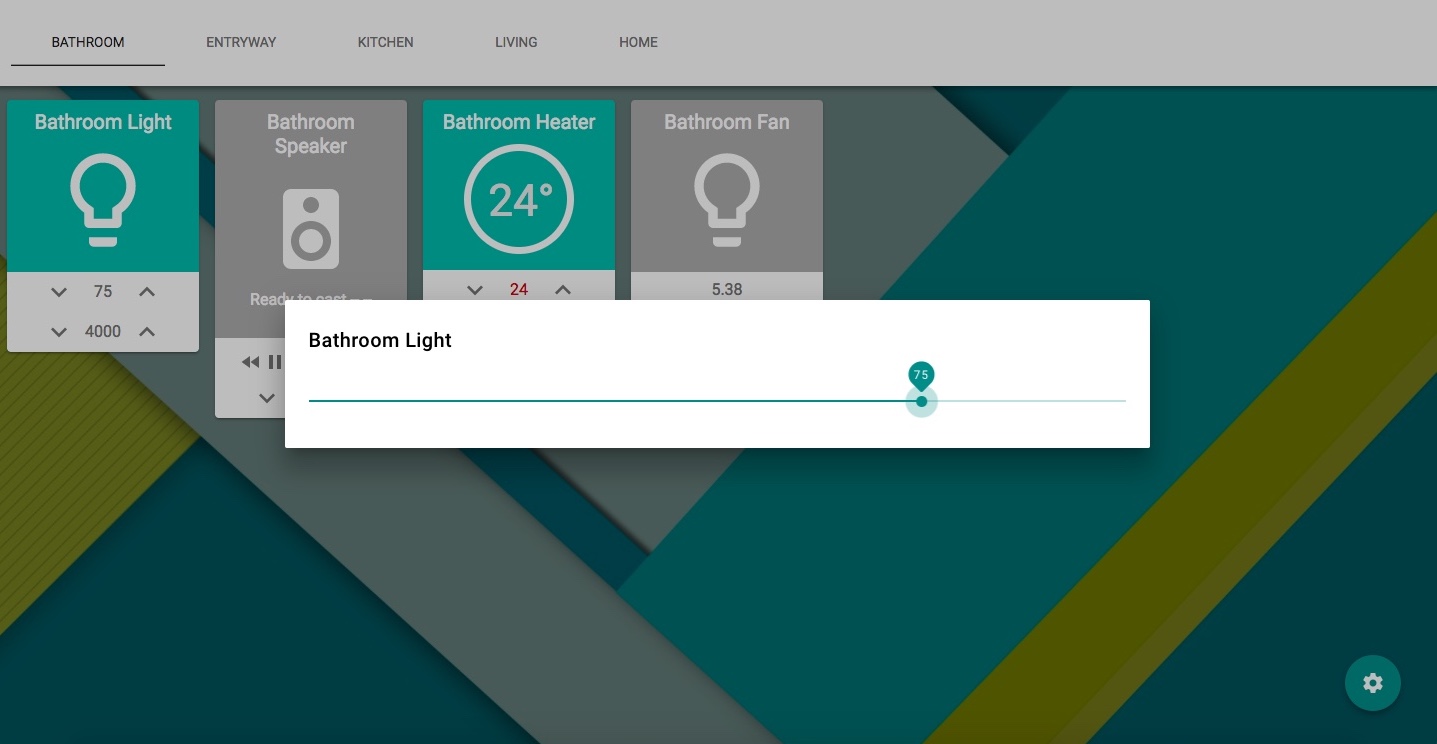 BATHROOM ENTRYWAY KITCHEN LIVING HOME
Bathroom Light
75
4000
Bathroom
Speaker
Ready to cast
Bathroom Heater
24°
24
Bathroom Fan
5.38
Bathroom Light
75